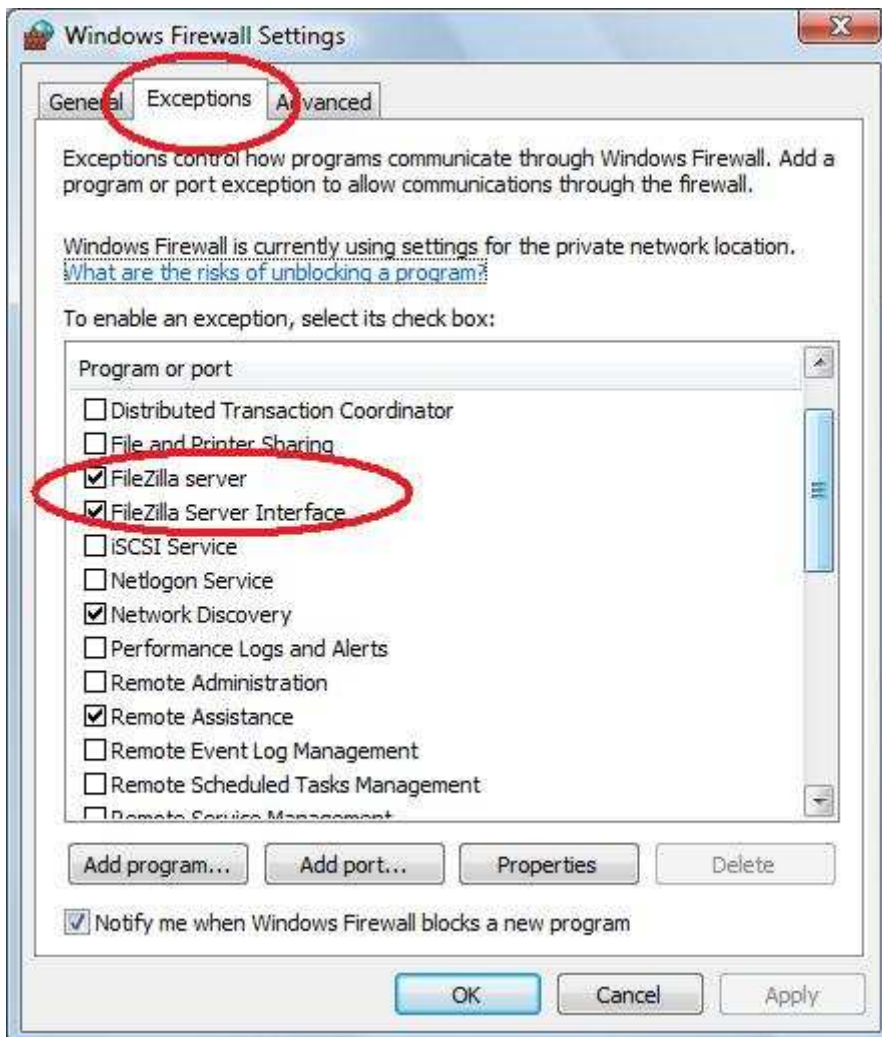 Windows Firewall Settings
General Exceptions Advanced
Exceptions control how programs communicate through Windows Firewall. Add a
program or port exception to allow communications through the firewall.
Windows Firewall is currently using settings for the private network location.
What are the risks of unblocking a program?
To enable an exception, select its check box:
Program or port
Distributed Transaction Coordinator
File and Printer Sharing
FileZilla server
FileZilla Server Interface
iSCSI Service
Netlogon Service
Network Discovery
Performance Logs and Alerts
Remote Administration
Remote Assistance
Remote Event Log Management
Remote Scheduled Tasks Management
Remote Service Management
Add program... Add port... Properties Delete
Notify me when Windows Firewall blocks a new program
OK Cancel Apply